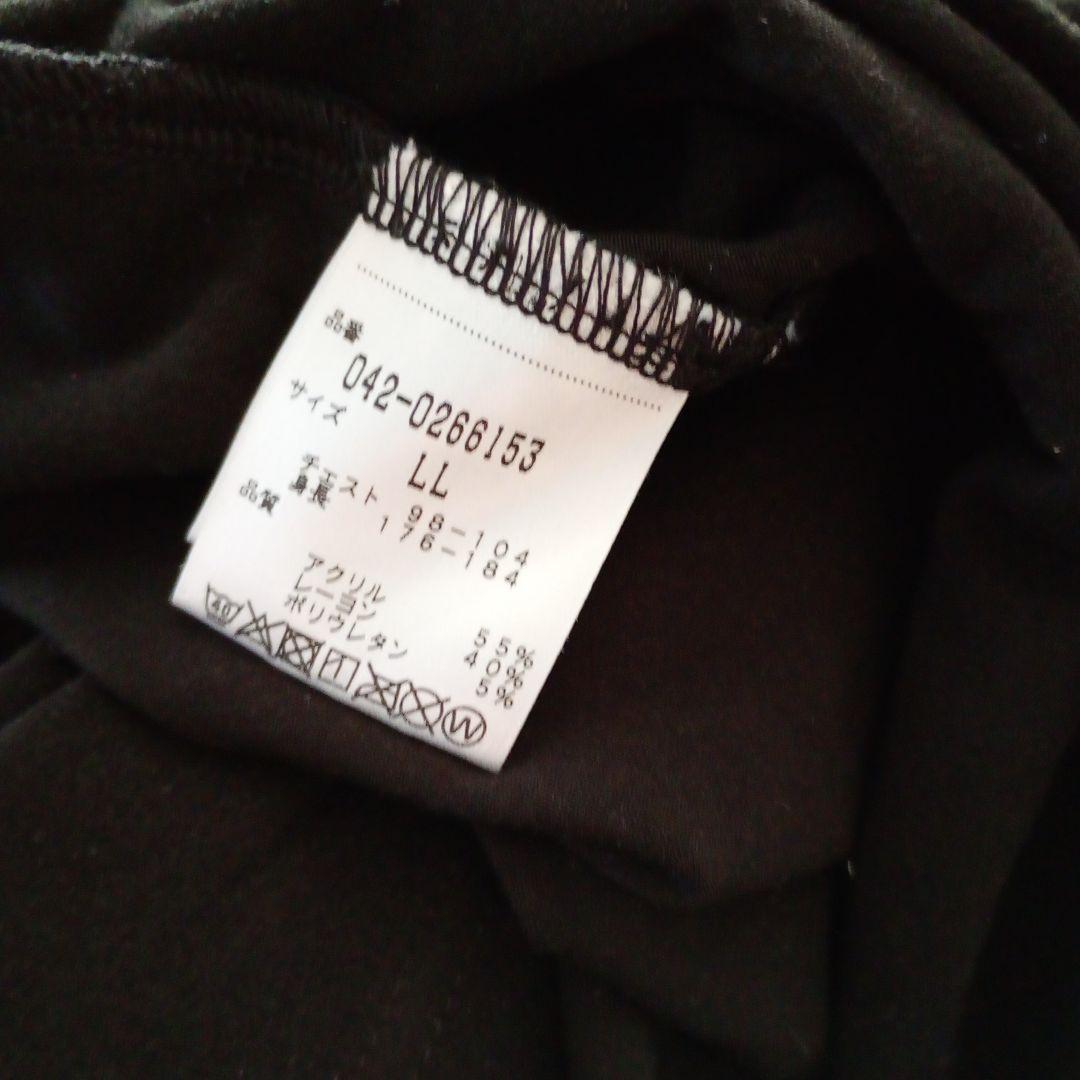 品番
042-0266153
サイズ
LL
チェスト 98-104
身長 176-184
品質
アクリル 55%
レーヨン 40%
ポリウレタン 5%
40 W